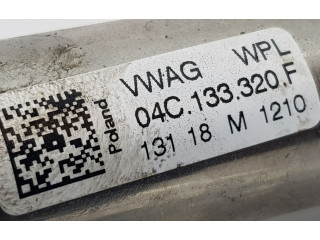 VWAG WPL
04C.133.320.F
131 18 M 1210
Poland